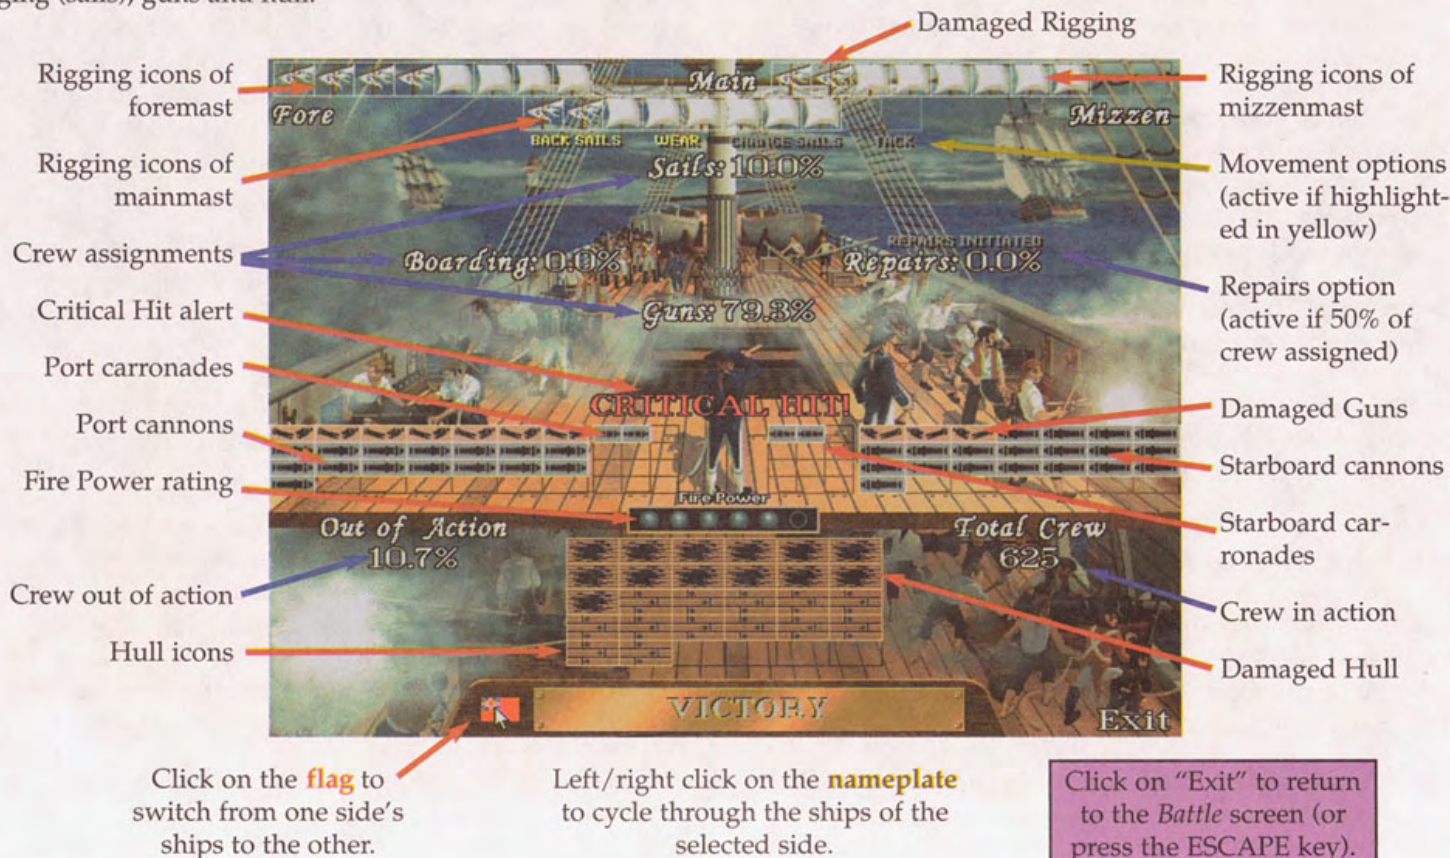 ging (sails), guns and hull.
Damaged Rigging
Rigging icons of
foremast
Rigging icons of
mainmast
Crew assignments
Critical Hit alert
Port carronades
Port cannons
Fire Power rating
Crew out of action
Hull icons
Main
Fore
Mizzen
BACK SAILS WEAR CHANGE SAILS TACK
Sails: 10.0%
REPAIRS INITIATED
Boarding: 0.0%
Repairs: 0.0%
Guns: 79.3%
CRITICAL HIT!
Fire Power
Out of Action
10.7%
Total Crew
625
VICTORY
Exit
Rigging icons of
mizzenmast
Movement options
(active if highlight-
ed in yellow)
Repairs option
(active if 50% of
crew assigned)
Damaged Guns
Starboard cannons
Starboard car-
ronades
Crew in action
Damaged Hull
Click on the flag to
switch from one side's
ships to the other.
Left/right click on the nameplate
to cycle through the ships of the
selected side.
Click on "Exit" to return
to the Battle screen (or
press the ESCAPE key).